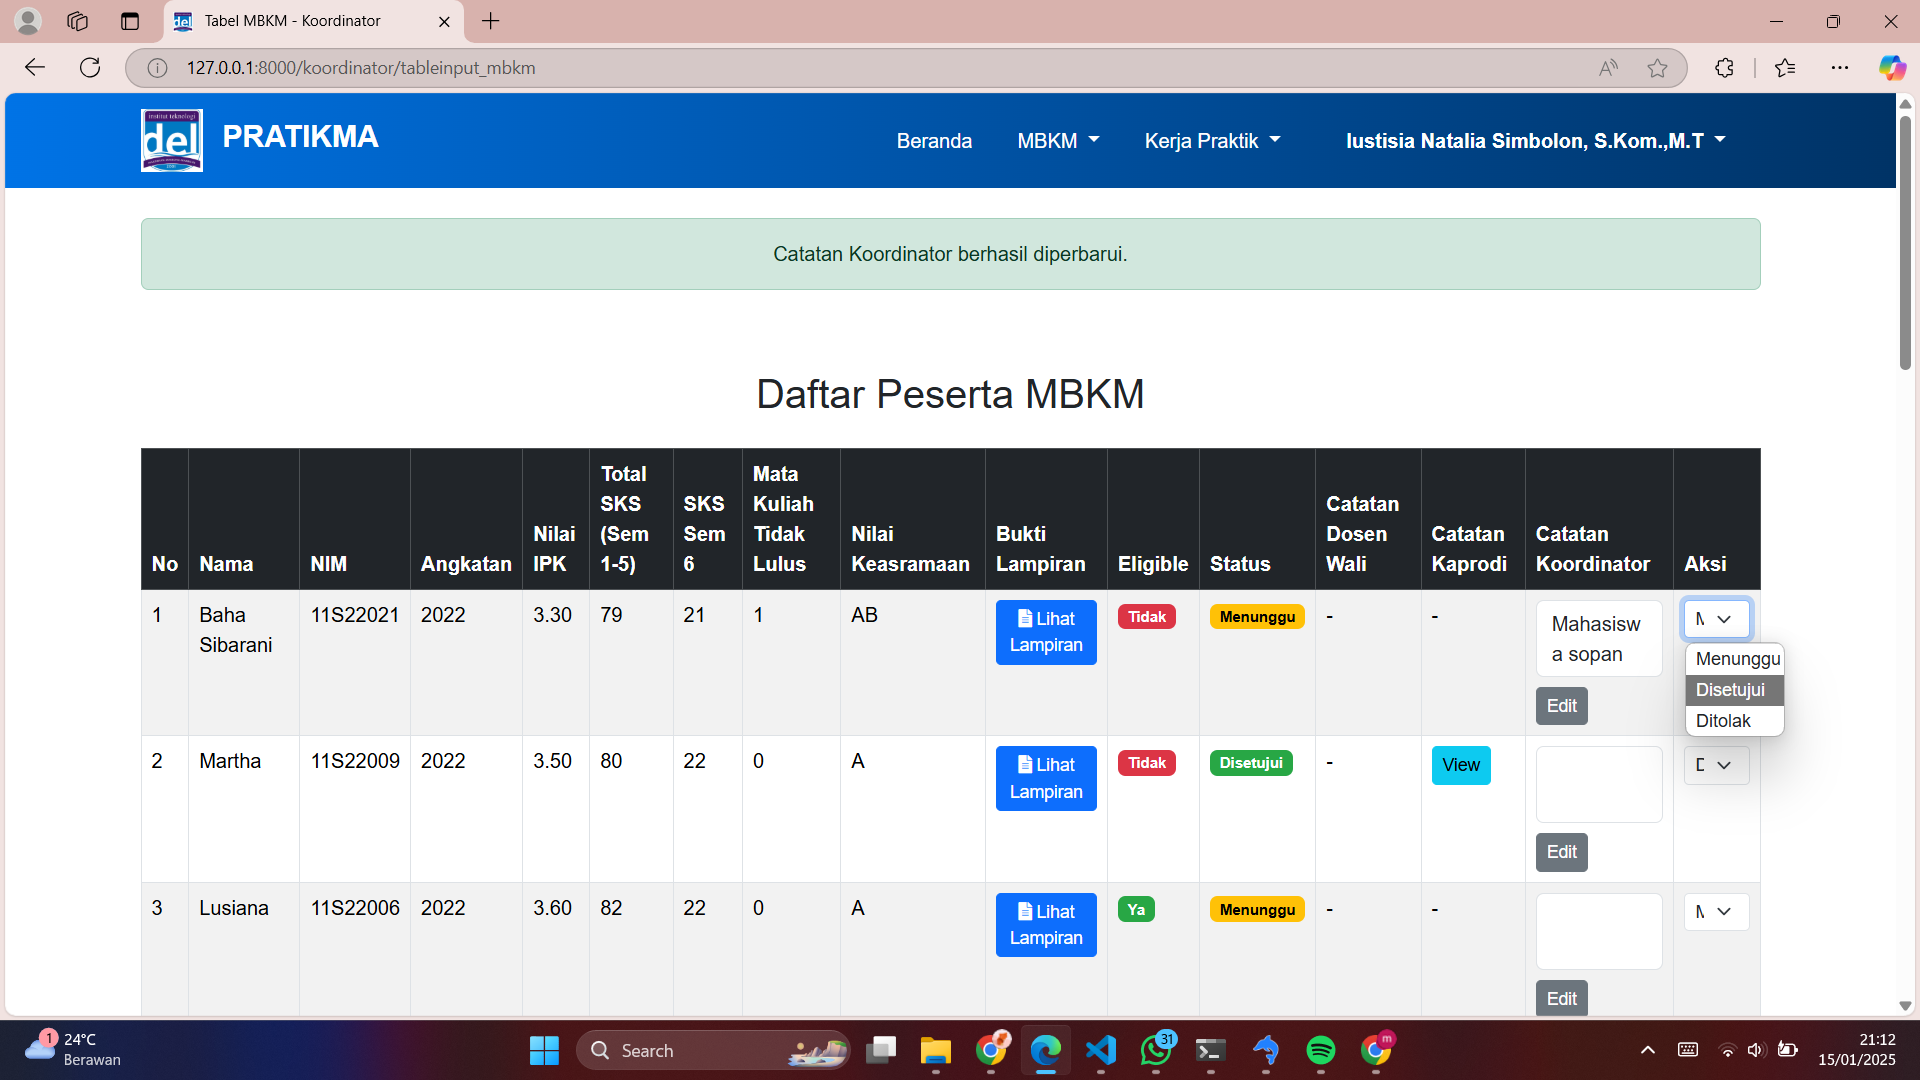 Tabel MBKM - Koordinator
127.0.0.1:8000/koordinator/tableinput_mbkm
institut teknologi
del
PRATIKMA
Beranda
MBKM
Kerja Praktik
Iustisia Natalia Simbolon, S.Kom.,M.T
Catatan Koordinator berhasil diperbarui.
Daftar Peserta MBKM
No
Nama
NIM
Angkatan
Nilai
IPK
Total
SKS
(Sem
1-5)
SKS
Sem
6
Mata
Kuliah
Tidak
Lulus
Nilai
Keasramaan
Bukti
Lampiran
Eligible
Status
Catatan
Dosen
Wali
Catatan
Kaprodi
Catatan
Koordinator
Aksi
1
Baha
Sibarani
11S22021
2022
3.30
79
21
1
AB
Lihat
Lampiran
Tidak
Menunggu
-
-
Mahasisw
a sopan
Edit
Menunggu
Disetujui
Ditolak
2
Martha
11S22009
2022
3.50
80
22
0
A
Lihat
Lampiran
Tidak
Disetujui
-
View
Edit
3
Lusiana
11S22006
2022
3.60
82
22
0
A
Lihat
Lampiran
Ya
Menunggu
-
-
Edit
1
24°C
Berawan
Search
31
m
21:12
15/01/2025